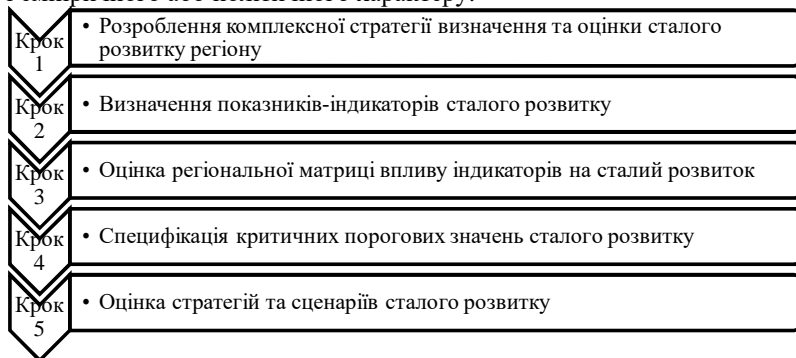 Крок
1
• Розроблення комплексної стратегії визначення та оцінки сталого
розвитку регіону
Крок
2
• Визначення показників-індикаторів сталого розвитку
Крок
3
• Оцінка регіональної матриці впливу індикаторів на сталий розвиток
Крок
4
• Специфікація критичних порогових значень сталого розвитку
Крок
5
• Оцінка стратегій та сценаріїв сталого розвитку